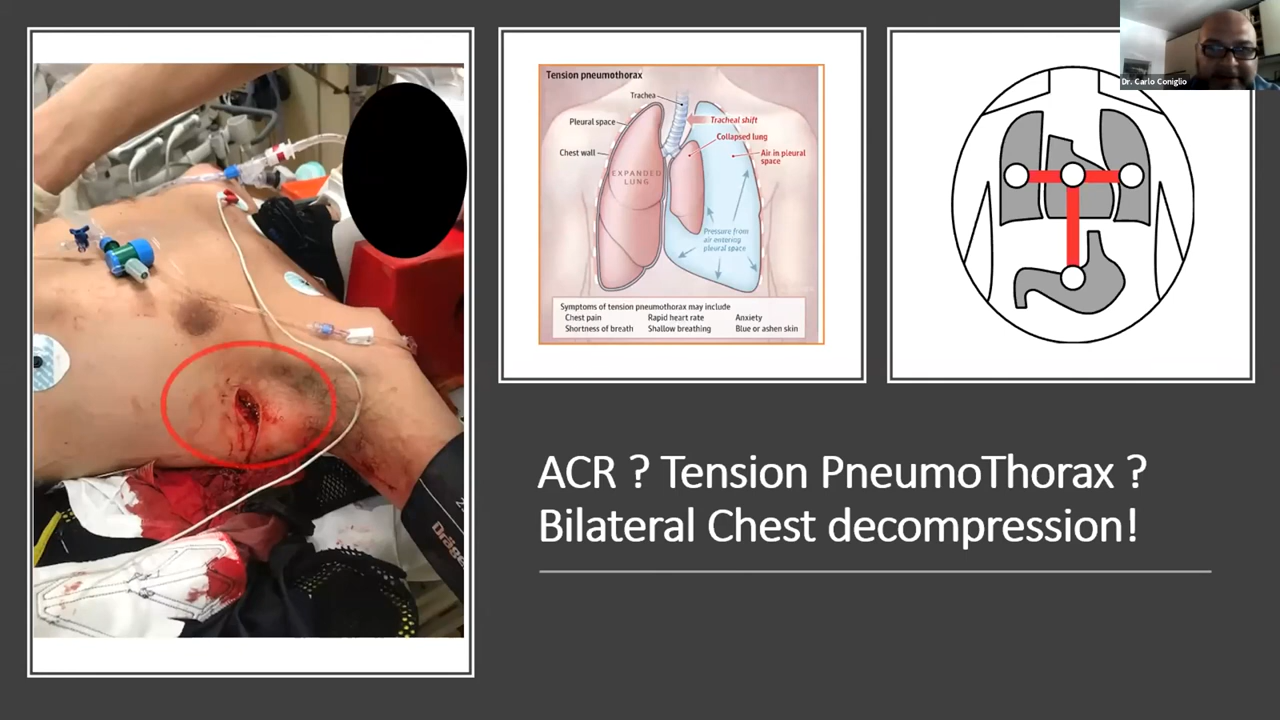 Tension pneumothorax
Trachea
Tracheal shift
Pleural space
Collapsed lung
Chest wall
Air in pleural
space
EXPANDED
LUNG
Pressure from
air entering
pleural space
Symptoms of tension pneumothorax may include
Chest pain Rapid heart rate Anxiety
Shortness of breath Shallow breathing Blue or ashen skin
Dr. Carlo Coniglio
ACR ? Tension PneumoThorax ?
Bilateral Chest decompression!
Dräge